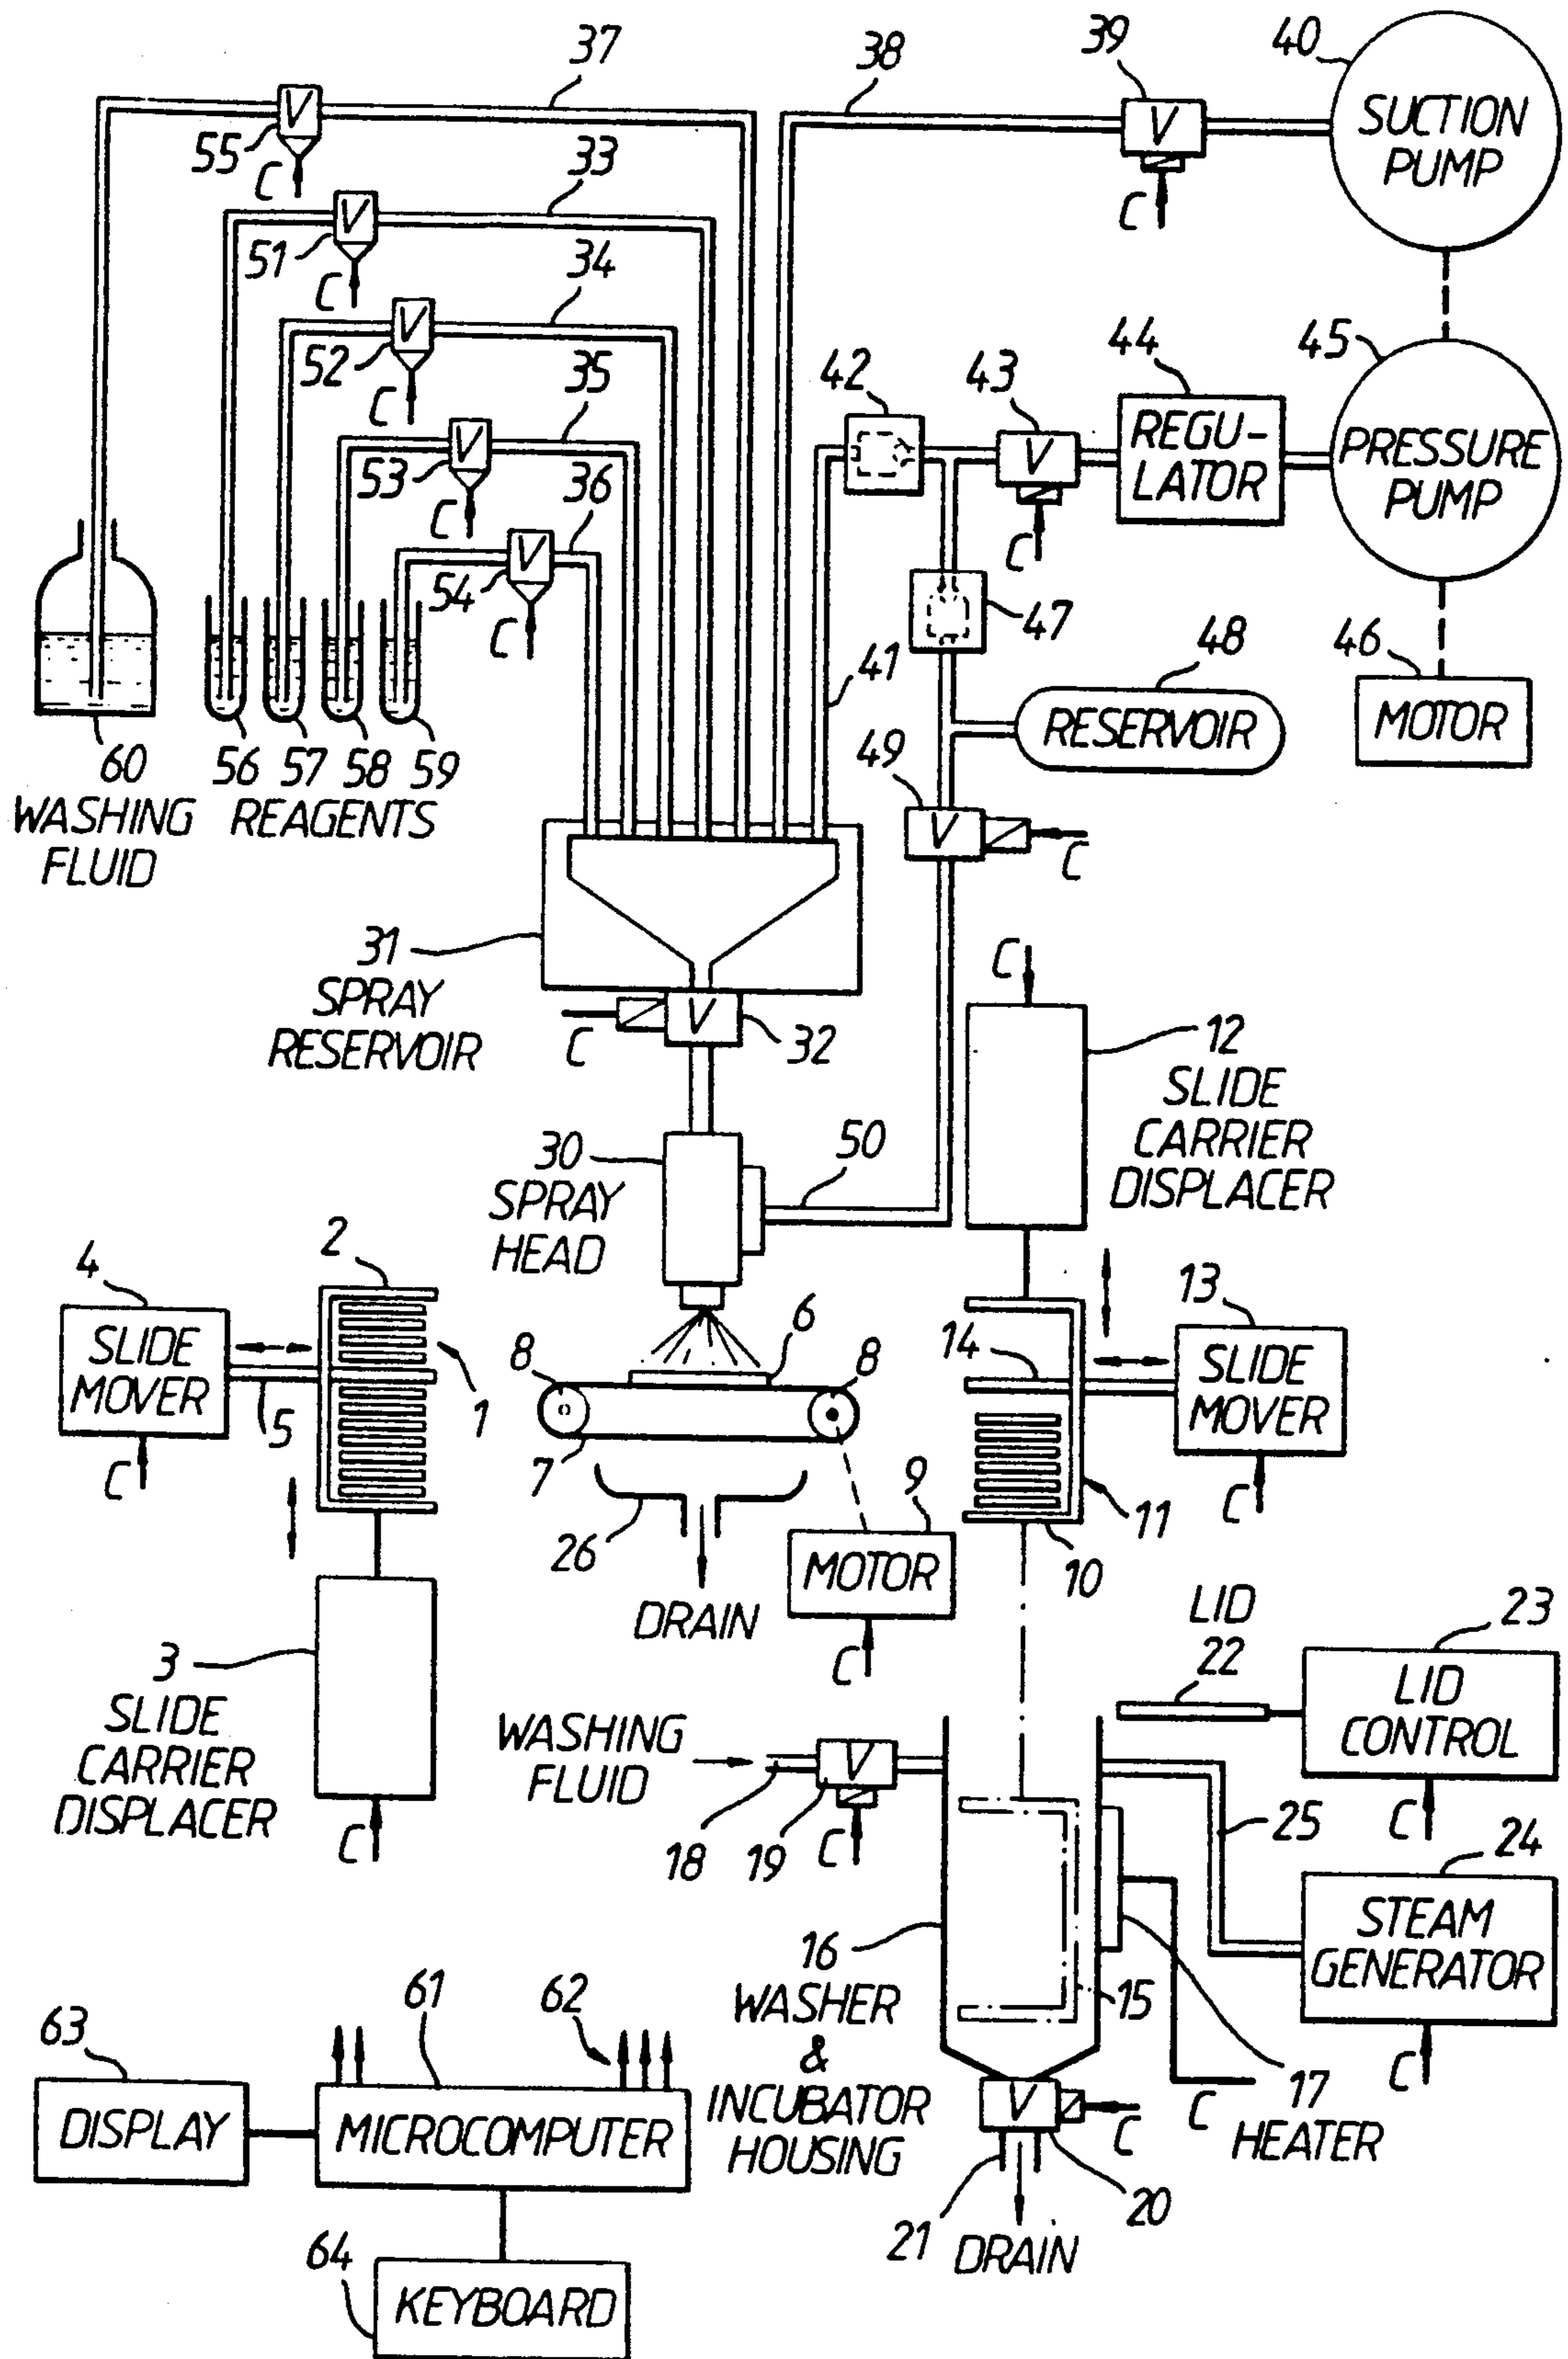 37
38
39
40
V
55
C
V
SUCTION
PUMP
C
33
V
51
C
34
V
52
C
35
V
53
C
36
V
54
C
42
43
V
C
44
REGU-
LATOR
45
PRESSURE
PUMP
47
41
48
RESERVOIR
46
MOTOR
49
V
C
60
WASHING
FLUID
56 57 58 59
REAGENTS
31
SPRAY
RESERVOIR
C
V
32
C
12
SLIDE
CARRIER
DISPLACER
30
SPRAY
HEAD
50
2
4
SLIDE
MOVER
5
1
C
6
8
8
7
13
14
SLIDE
MOVER
C
11
10
26
DRAIN
9
MOTOR
C
3
SLIDE
CARRIER
DISPLACER
C
LID
22
23
LID
CONTROL
C
WASHING
FLUID
V
18
19
C
25
24
STEAM
GENERATOR
C
16
WASHER
&
INCUBATOR
HOUSING
15
17
HEATER
C
V
C
20
21
DRAIN
61
62
63
DISPLAY
MICROCOMPUTER
64
KEYBOARD